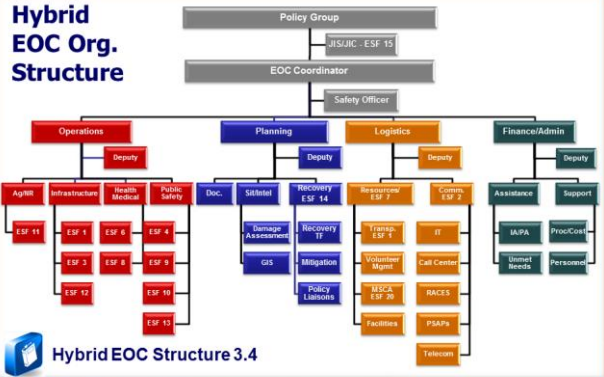 Hybrid
EOC Org.
Structure
Policy Group
JIS/JIC - ESF 15
EOC Coordinator
Safety Officer
Operations
Planning
Logistics
Finance/Admin
Deputy
Deputy
Deputy
Deputy
Ag/NR
Infrastructure
Health
Medical
Public
Safety
Doc.
Sit/Intel
Recovery
ESF 14
Resources/
ESF 7
Comm.
ESF 2
Assistance
Support
ESF 11
ESF 1
ESF 6
ESF 4
Damage
Assessment
Recovery
TF
Transp.
ESF 1
IT
IA/PA
Proc/Cost
ESF 3
ESF 8
ESF 9
GIS
Mitigation
Volunteer
Mgmt
Call Center
Unmet
Needs
Personnel
ESF 12
ESF 10
Policy
Liaisons
MSCA
ESF 20
RACES
ESF 13
Facilities
PSAPs
Telecom
Hybrid EOC Structure 3.4